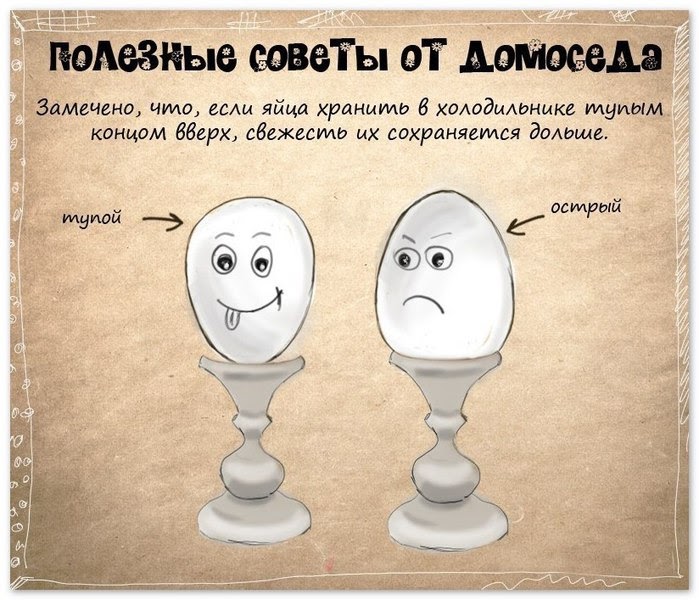 ПОЛЕЗНЫЕ СОВЕТЫ ОТ ДОМОСЕДА
Замечено, что, если яйца хранить в холодильнике тупым
концом вверх, свежесть их сохраняется дольше.
тупой
острый